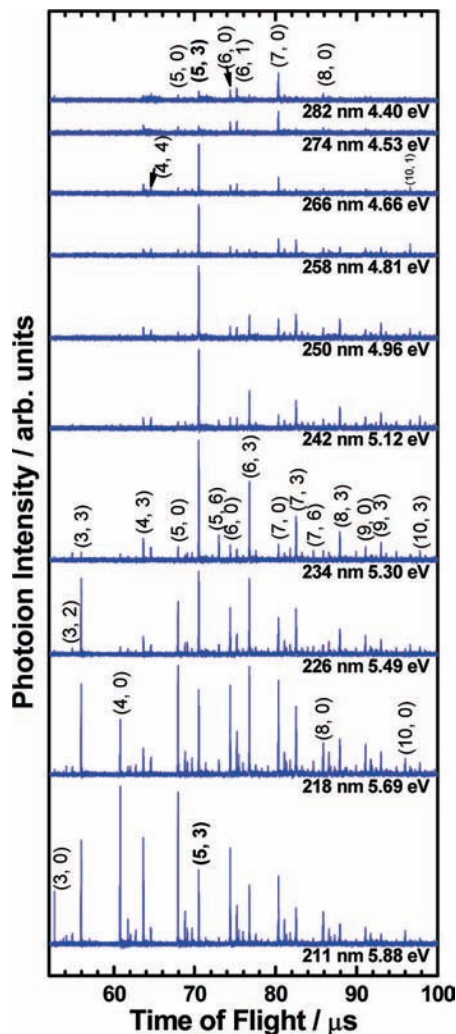 (5, 0)
(5, 3)
(6, 0)
(6, 1)
(7, 0)
(8, 0)
282 nm 4.40 eV
274 nm 4.53 eV
(4, 4)
(10, 1)
266 nm 4.66 eV
258 nm 4.81 eV
250 nm 4.96 eV
242 nm 5.12 eV
(3, 3)
(4, 3)
(5, 0)
(5, 6)
(6, 0)
(6, 3)
(7, 0)
(7, 3)
(7, 6)
(8, 3)
(9, 0)
(9, 3)
(10, 3)
234 nm 5.30 eV
(3, 2)
226 nm 5.49 eV
(4, 0)
(8, 0)
(10, 0)
218 nm 5.69 eV
(3, 0)
(5, 3)
211 nm 5.88 eV
60 70 80 90 100
Time of Flight / μs
Photoion Intensity / arb. units